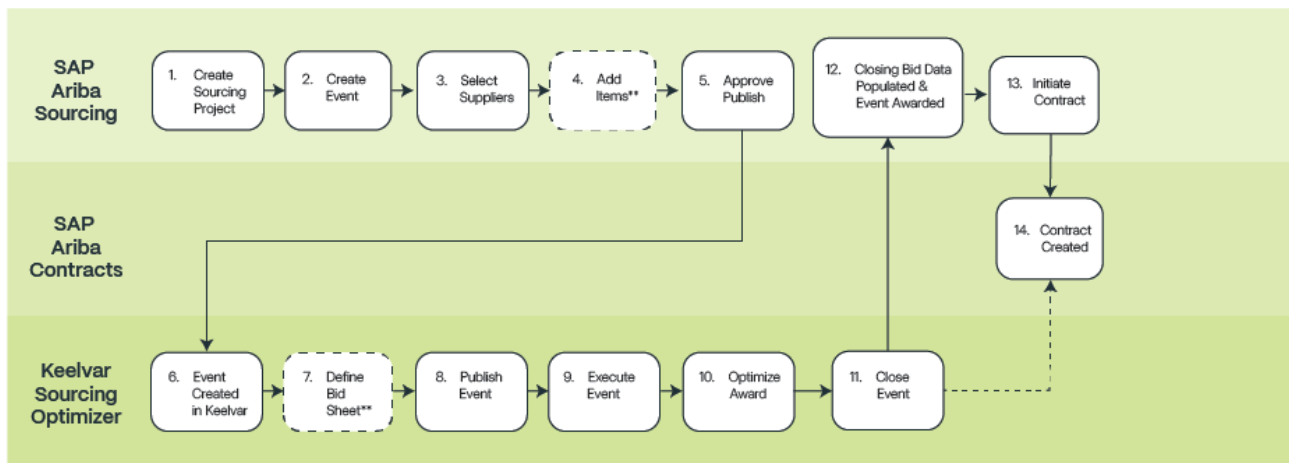 SAP
Ariba
Sourcing
1. Create
Sourcing
Project
2. Create
Event
3. Select
Suppliers
4. Add
Items**
5. Approve
Publish
12. Closing Bid Data
Populated &
Event Awarded
13. Initiate
Contract
SAP
Ariba
Contracts
14. Contract
Created
Keelvar
Sourcing
Optimizer
6. Event
Created
in Keelvar
7. Define
Bid
Sheet**
8. Publish
Event
9. Execute
Event
10. Optimize
Award
11. Close
Event